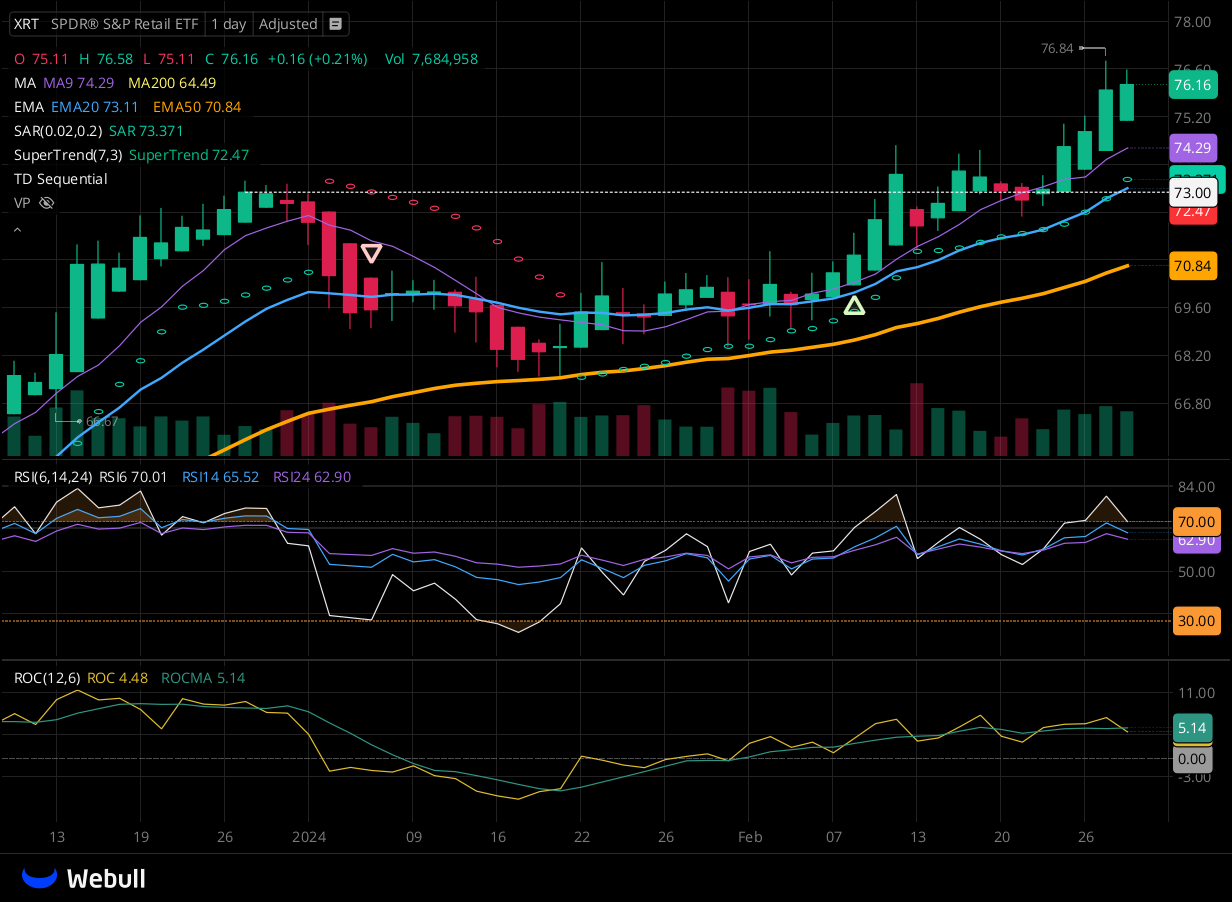 XRT SPDR® S&P Retail ETF 1 day Adjusted
O 75.11 H 76.58 L 75.11 C 76.16 +0.16 (+0.21%) Vol 7,684,958
MA MA9 74.29 MA200 64.49
EMA EMA20 73.11 EMA50 70.84
SAR(0.02,0.2) SAR 73.371
SuperTrend(7,3) SuperTrend 72.47
TD Sequential
VP
76.84
66.67
78.00
76.60
76.16
75.20
74.29
73.00
72.47
70.84
69.60
68.20
66.80
RSI(6,14,24) RSI6 70.01 RSI14 65.52 RSI24 62.90
84.00
70.00
62.90
50.00
30.00
ROC(12,6) ROC 4.48 ROCMA 5.14
11.00
5.14
0.00
-3.00
13 19 26 2024 09 16 22 26 Feb 07 13 20 26
Webull